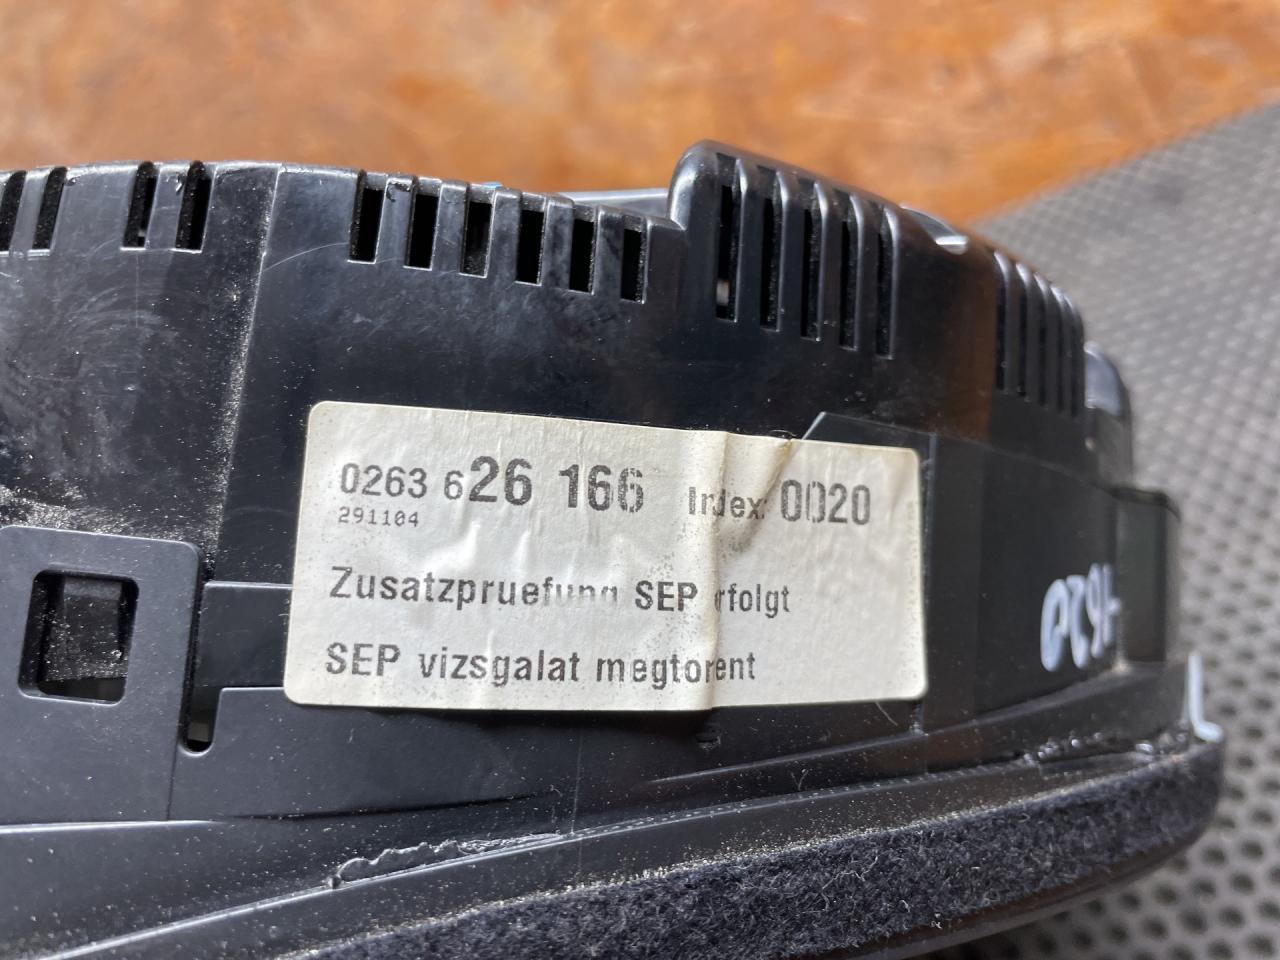 0263 626 166 Index: 0020
291104
Zusatzpruefung SEP erfolgt
SEP vizsgalat megtorent